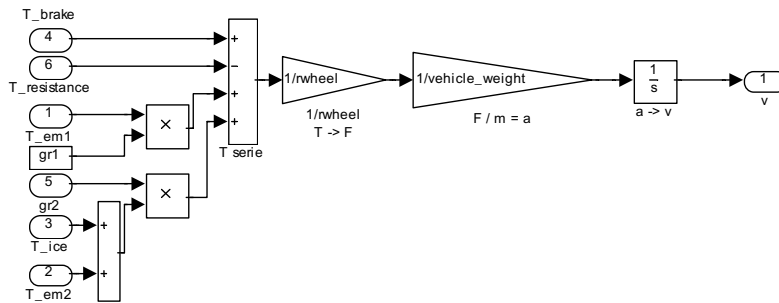 T_brake
4
+
6
−
T_resistance
1
×
+
T_em1
gr1
+
T serie
5
×
gr2
3
+
T_ice
2
+
T_em2
1/rwheel
1/rwheel
T -> F
1/vehicle_weight
F / m = a
1
s
a -> v
1
v